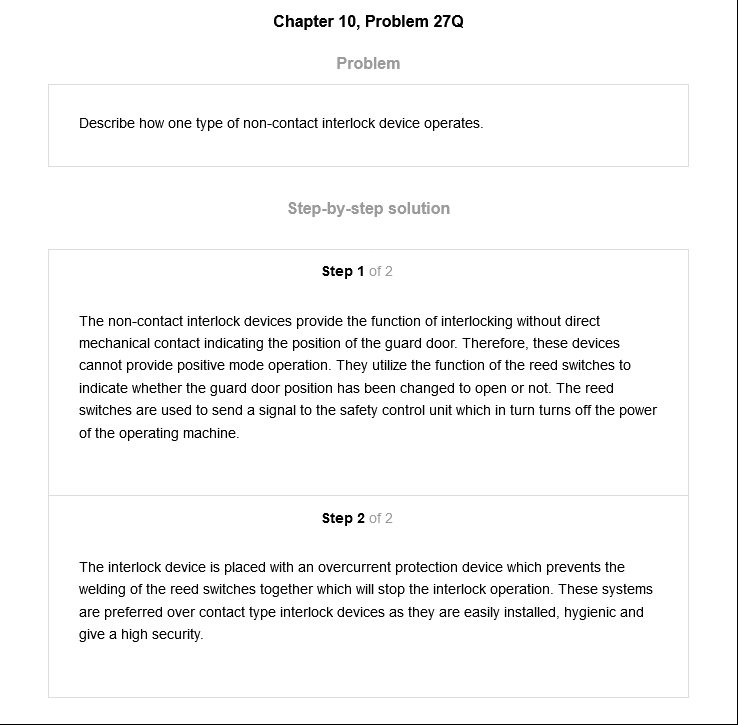 Chapter 10, Problem 27Q
Problem
Describe how one type of non-contact interlock device operates.
Step-by-step solution
Step 1 of 2
The non-contact interlock devices provide the function of interlocking without direct
mechanical contact indicating the position of the guard door. Therefore, these devices
cannot provide positive mode operation. They utilize the function of the reed switches to
indicate whether the guard door position has been changed to open or not. The reed
switches are used to send a signal to the safety control unit which in turn turns off the power
of the operating machine.
Step 2 of 2
The interlock device is placed with an overcurrent protection device which prevents the
welding of the reed switches together which will stop the interlock operation. These systems
are preferred over contact type interlock devices as they are easily installed, hygienic and
give a high security.